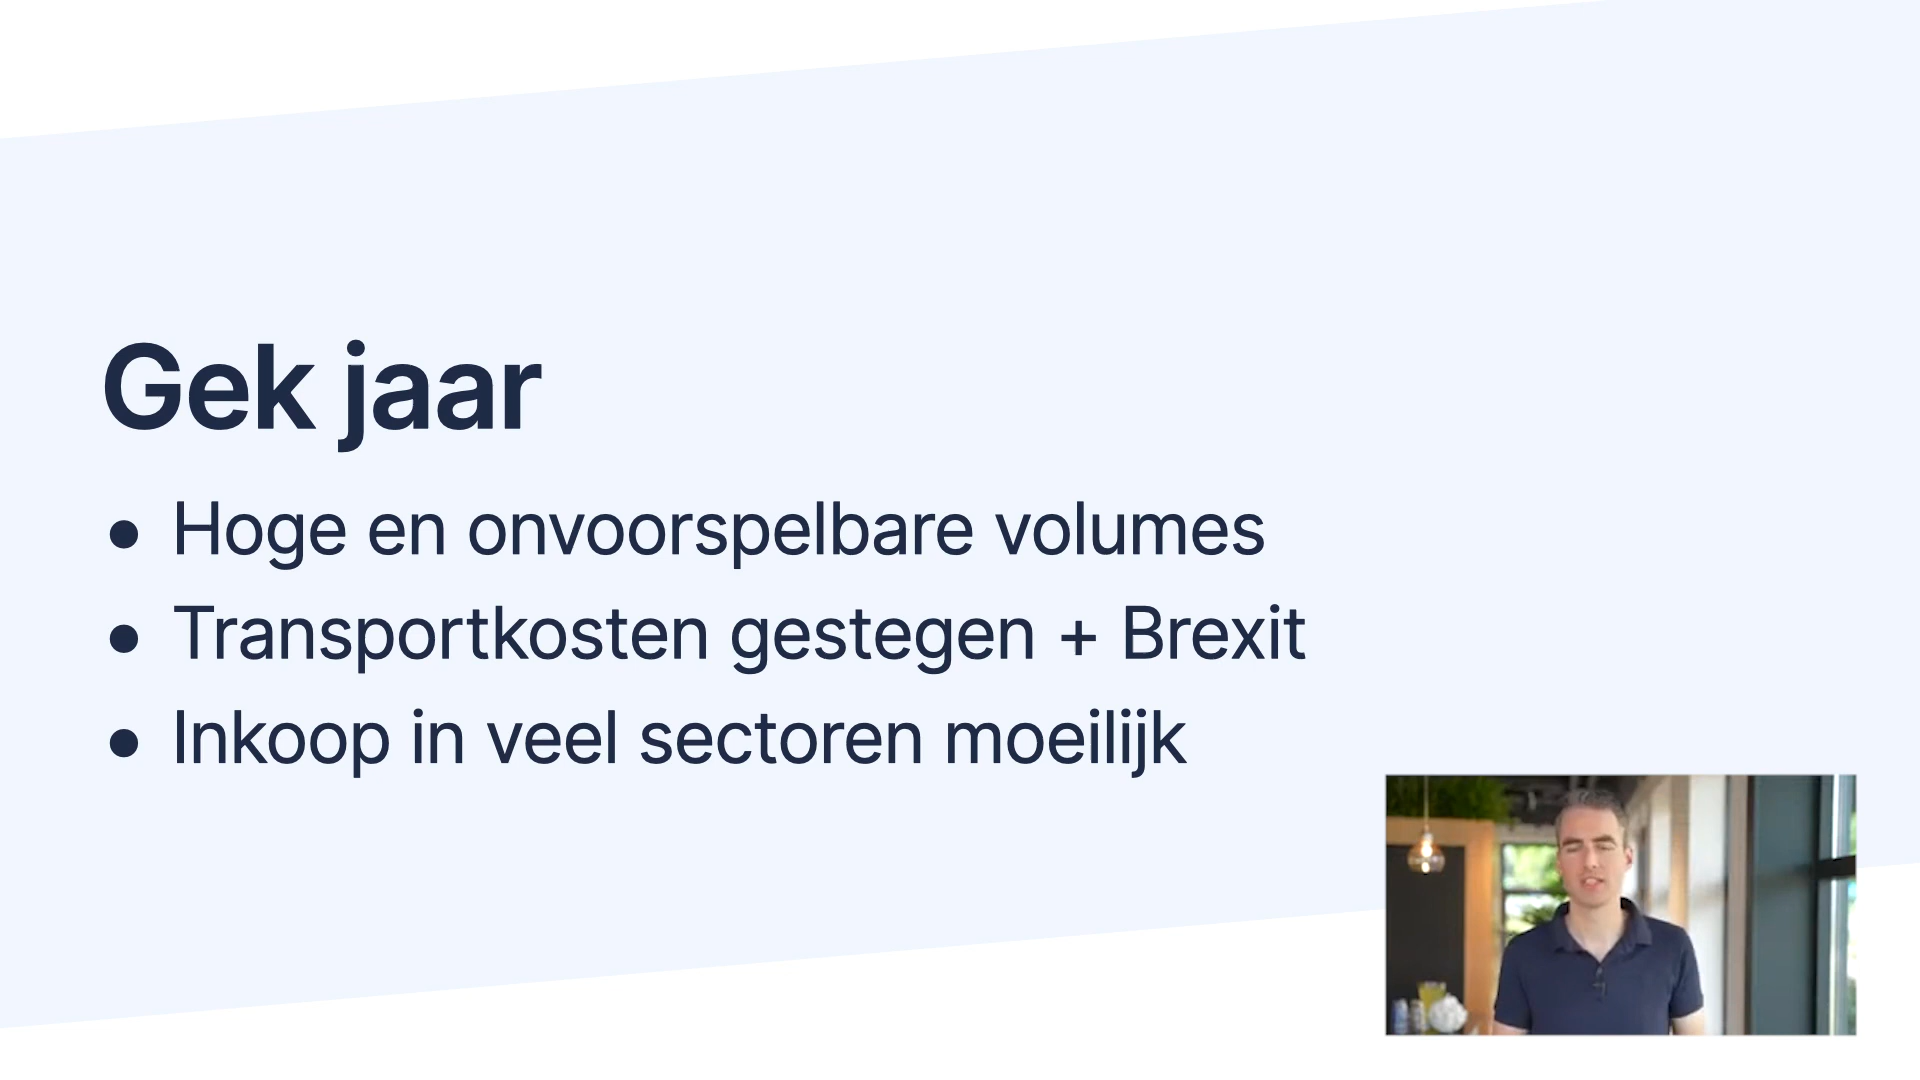 Gek jaar
• Hoge en onvoorspelbare volumes
• Transportkosten gestegen + Brexit
• Inkoop in veel sectoren moeilijk